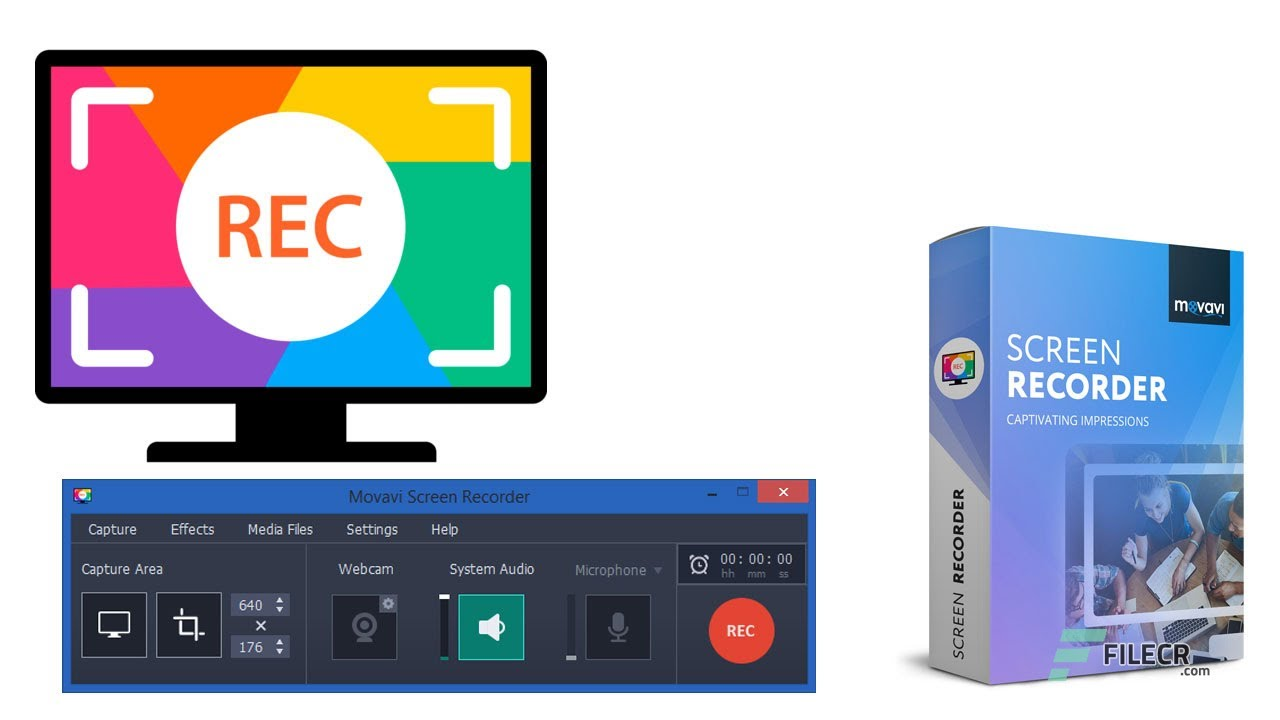 REC
Movavi Screen Recorder
Capture Effects Media Files Settings Help
Capture Area Webcam System Audio Microphone
00:00:00
hh mm ss
640
×
176
REC
movavi
SCREEN
RECORDER
CAPTIVATING IMPRESSIONS
REC
SCREEN RECORDER
FILECR
.com